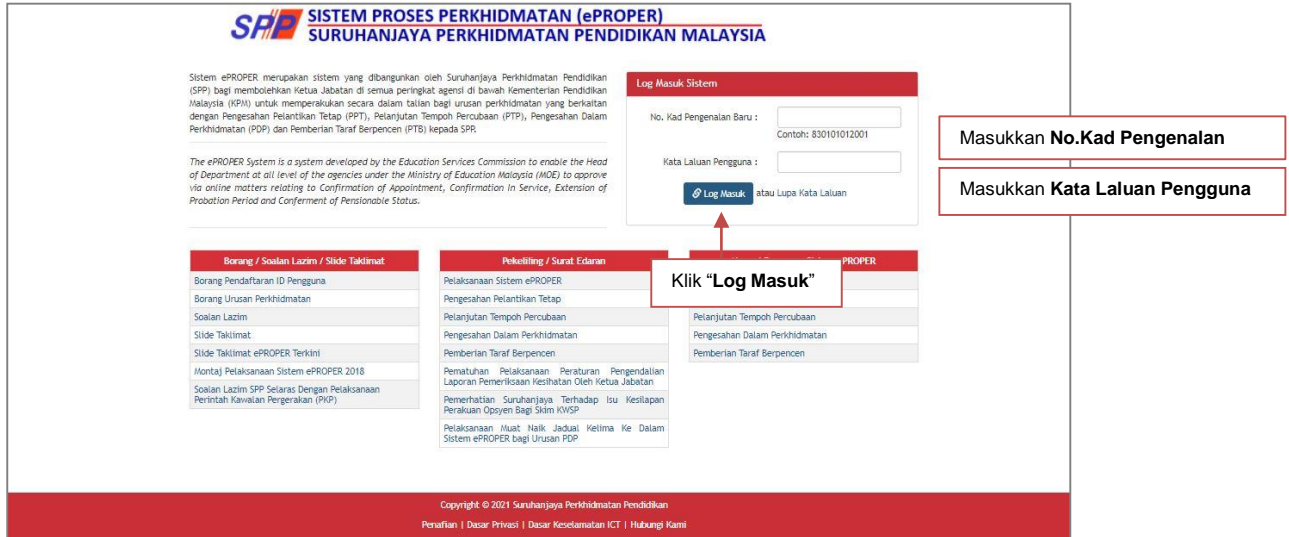 SPP SISTEM PROSES PERKHIDMATAN (ePROPER)
SURUHANJAYA PERKHIDMATAN PENDIDIKAN MALAYSIA
Sistem ePROPER merupakan sistem yang dibangunkan oleh Suruhanjaya Perkhidmatan Pendidikan
(SPP) bagi membolehkan Ketua Jabatan di semua peringkat agensi di bawah Kementerian Pendidikan
Malaysia (KPM) untuk memperakukan secara dalam talian bagi urusan perkhidmatan yang berkaitan
dengan Pengesahan Pelantikan Tetap (PPT), Pelanjutan Tempoh Percubaan (PTP), Pengesahan Dalam
Perkhidmatan (PDP) dan Pemberian Taraf Berpencen (PTB) kepada SPP.
The ePROPER System is a system developed by the Education Services Commission to enable the Head
of Department at all level of the agencies under the Ministry of Education Malaysia (MOE) to approve
via online matters relating to Confirmation of Appointment, Confirmation In Service, Extension of
Probation Period and Conferment of Pensionable Status.
Log Masuk Sistem
No. Kad Pengenalan Baru :
Contoh: 830101012001
Kata Laluan Pengguna :
Log Masuk atau Lupa Kata Laluan
Masukkan No.Kad Pengenalan
Masukkan Kata Laluan Pengguna
Klik “Log Masuk”
Borang / Soalan Lazim / Slide Taklimat
Borang Pendaftaran ID Pengguna
Borang Urusan Perkhidmatan
Soalan Lazim
Slide Taklimat
Slide Taklimat ePROPER Terkini
Montaj Pelaksanaan Sistem ePROPER 2018
Soalan Lazim SPP Selaras Dengan Pelaksanaan
Perintah Kawalan Pergerakan (PKP)
Pekeliling / Surat Edaran
Pelaksanaan Sistem ePROPER
Pengesahan Pelantikan Tetap
Pelanjutan Tempoh Percubaan
Pengesahan Dalam Perkhidmatan
Pemberian Taraf Berpencen
Pematuhan Pelaksanaan Peraturan Pengendalian
Laporan Pemeriksaan Kesihatan Oleh Ketua Jabatan
Pemerhatian Suruhanjaya Terhadap Isu Kesilapan
Perakuan Opsyen Bagi Skim KWSP
Pelaksanaan Muat Naik Jadual Kelima Ke Dalam
Sistem ePROPER bagi Urusan PDP
PROPER
Pelanjutan Tempoh Percubaan
Pengesahan Dalam Perkhidmatan
Pemberian Taraf Berpencen
Copyright © 2021 Suruhanjaya Perkhidmatan Pendidikan
Penafian | Dasar Privasi | Dasar Keselamatan ICT | Hubungi Kami